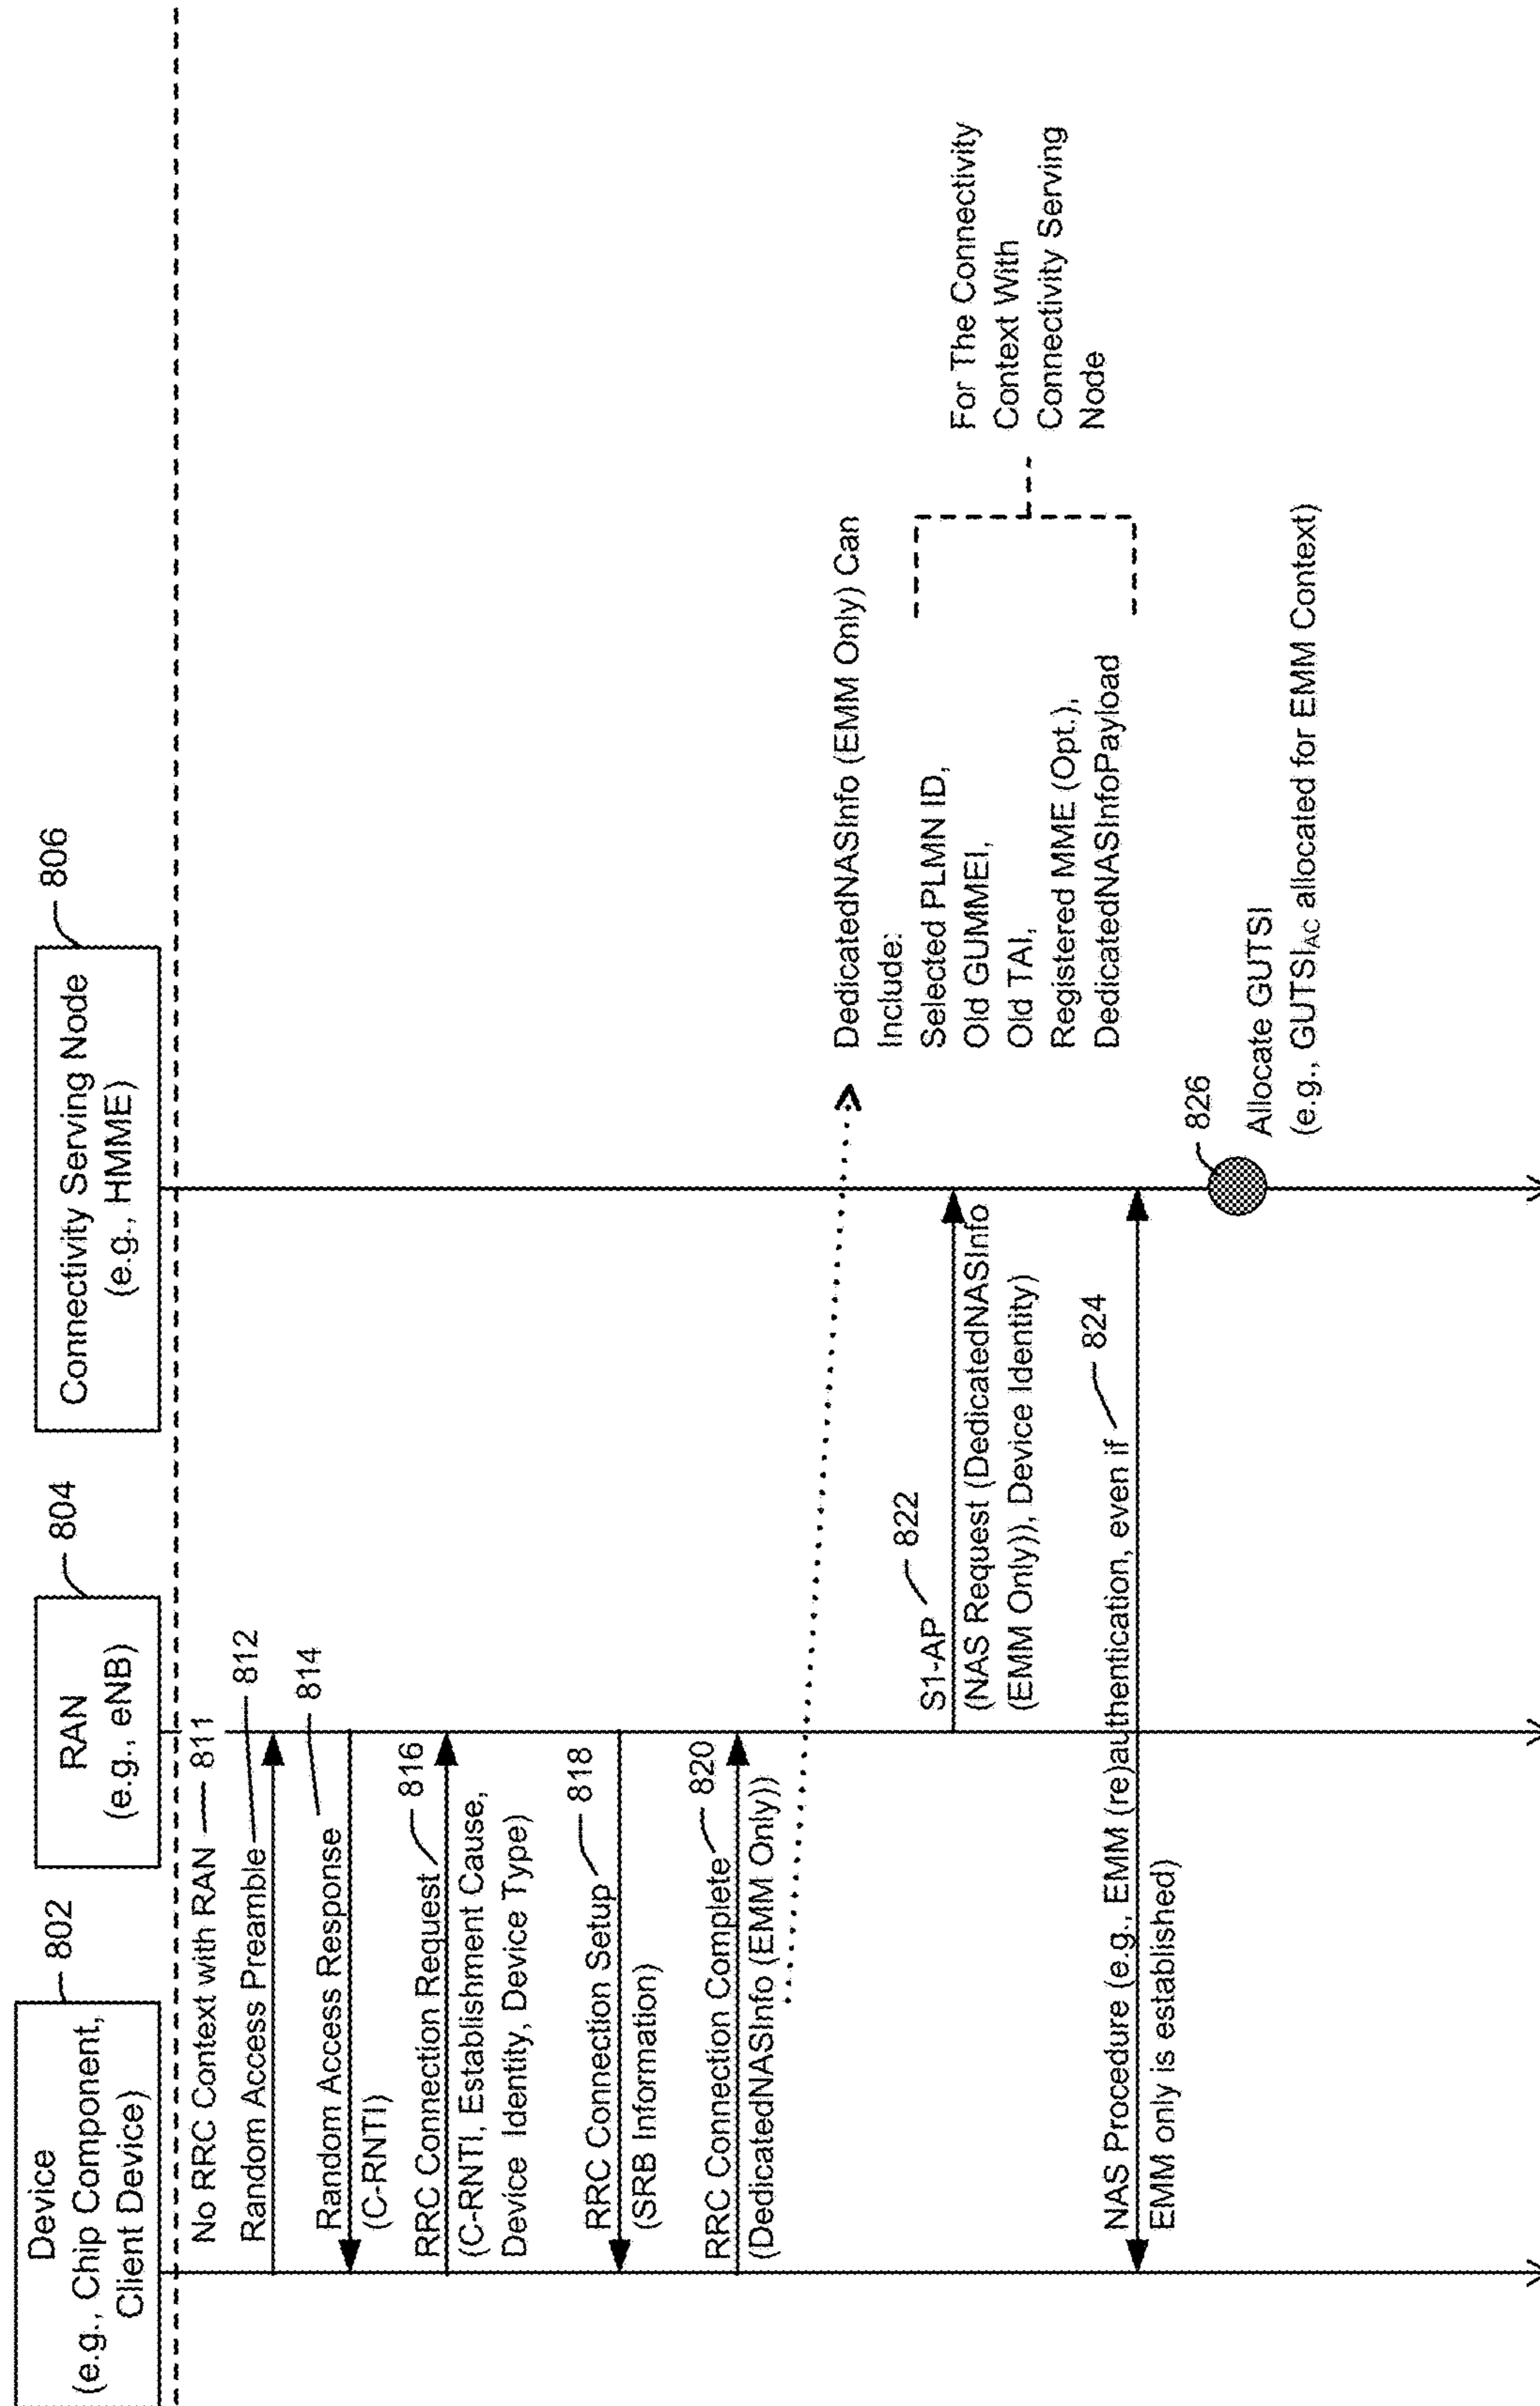 Device
(e.g., Chip Component,
Client Device)
802
RAN
(e.g., eNB)
804
Connectivity Serving Node
(e.g., HMME)
806
No RRC Context with RAN
811
Random Access Preamble
812
Random Access Response
814
(C-RNTI)
RRC Connection Request
816
(C-RNTI, Establishment Cause,
Device Identity, Device Type)
RRC Connection Setup
818
(SRB Information)
RRC Connection Complete
820
(DedicatedNASInfo (EMM Only))
DedicatedNASInfo (EMM Only) Can
Include:
Selected PLMN ID,
Old GUMMEI,
Old TAI,
Registered MME (Opt.),
DedicatedNASInfoPayload
For The Connectivity
Context With
Connectivity Serving
Node
S1-AP
822
(NAS Request (DedicatedNASInfo
(EMM Only)), Device Identity)
NAS Procedure (e.g., EMM (re)authentication, even if
824
EMM only is established)
826
Allocate GUTSI
(e.g., GUTSIAC allocated for EMM Context)